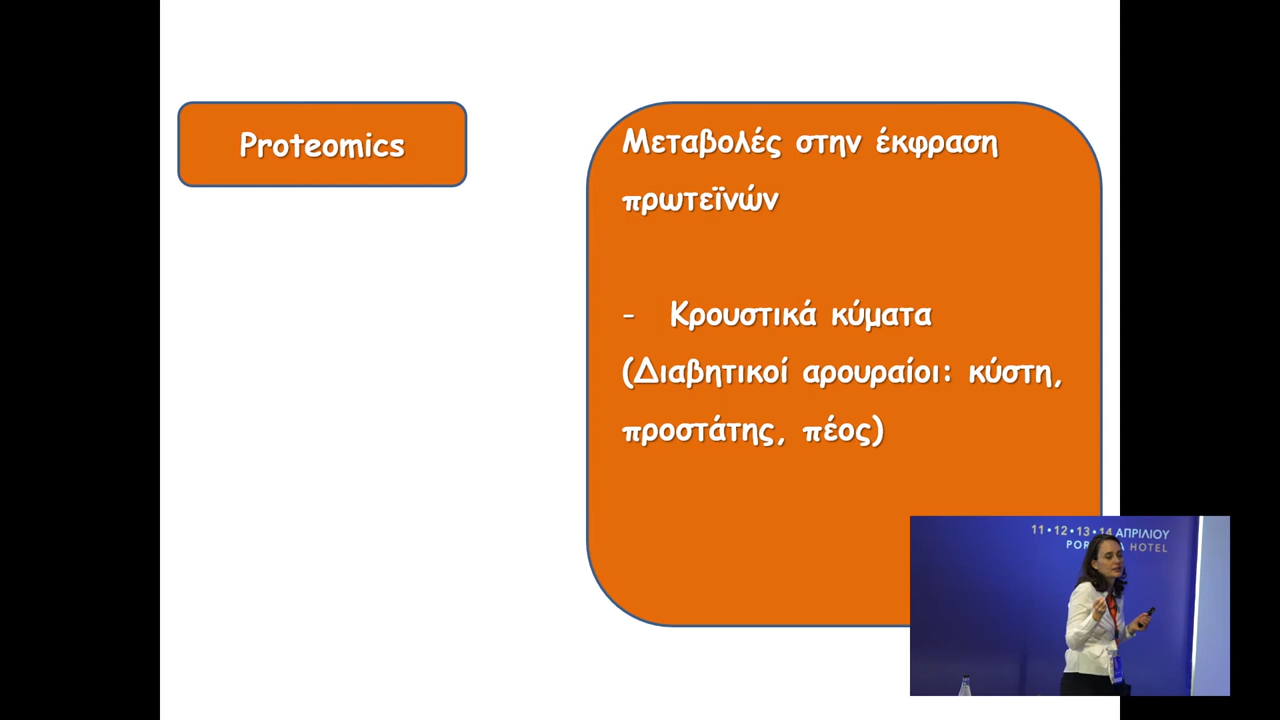 Proteomics
Μεταβολές στην έκφραση
πρωτεϊνών
- Κρουστικά κύματα
(Διαβητικοί αρουραίοι: κύστη,
προστάτης, πέος)
11•12•13•14 ΑΠΡΙΛΙΟΥ
HOTEL